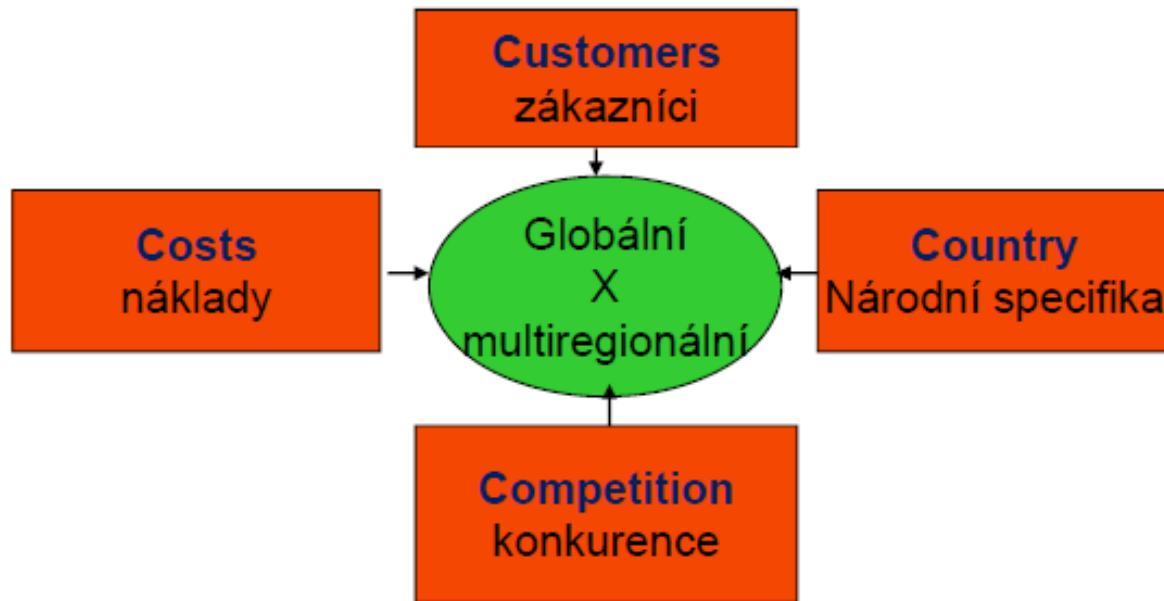 Customers
zákazníci
Costs
náklady
Globální
X
multiregionální
Country
Národní specifika
Competition
konkurence